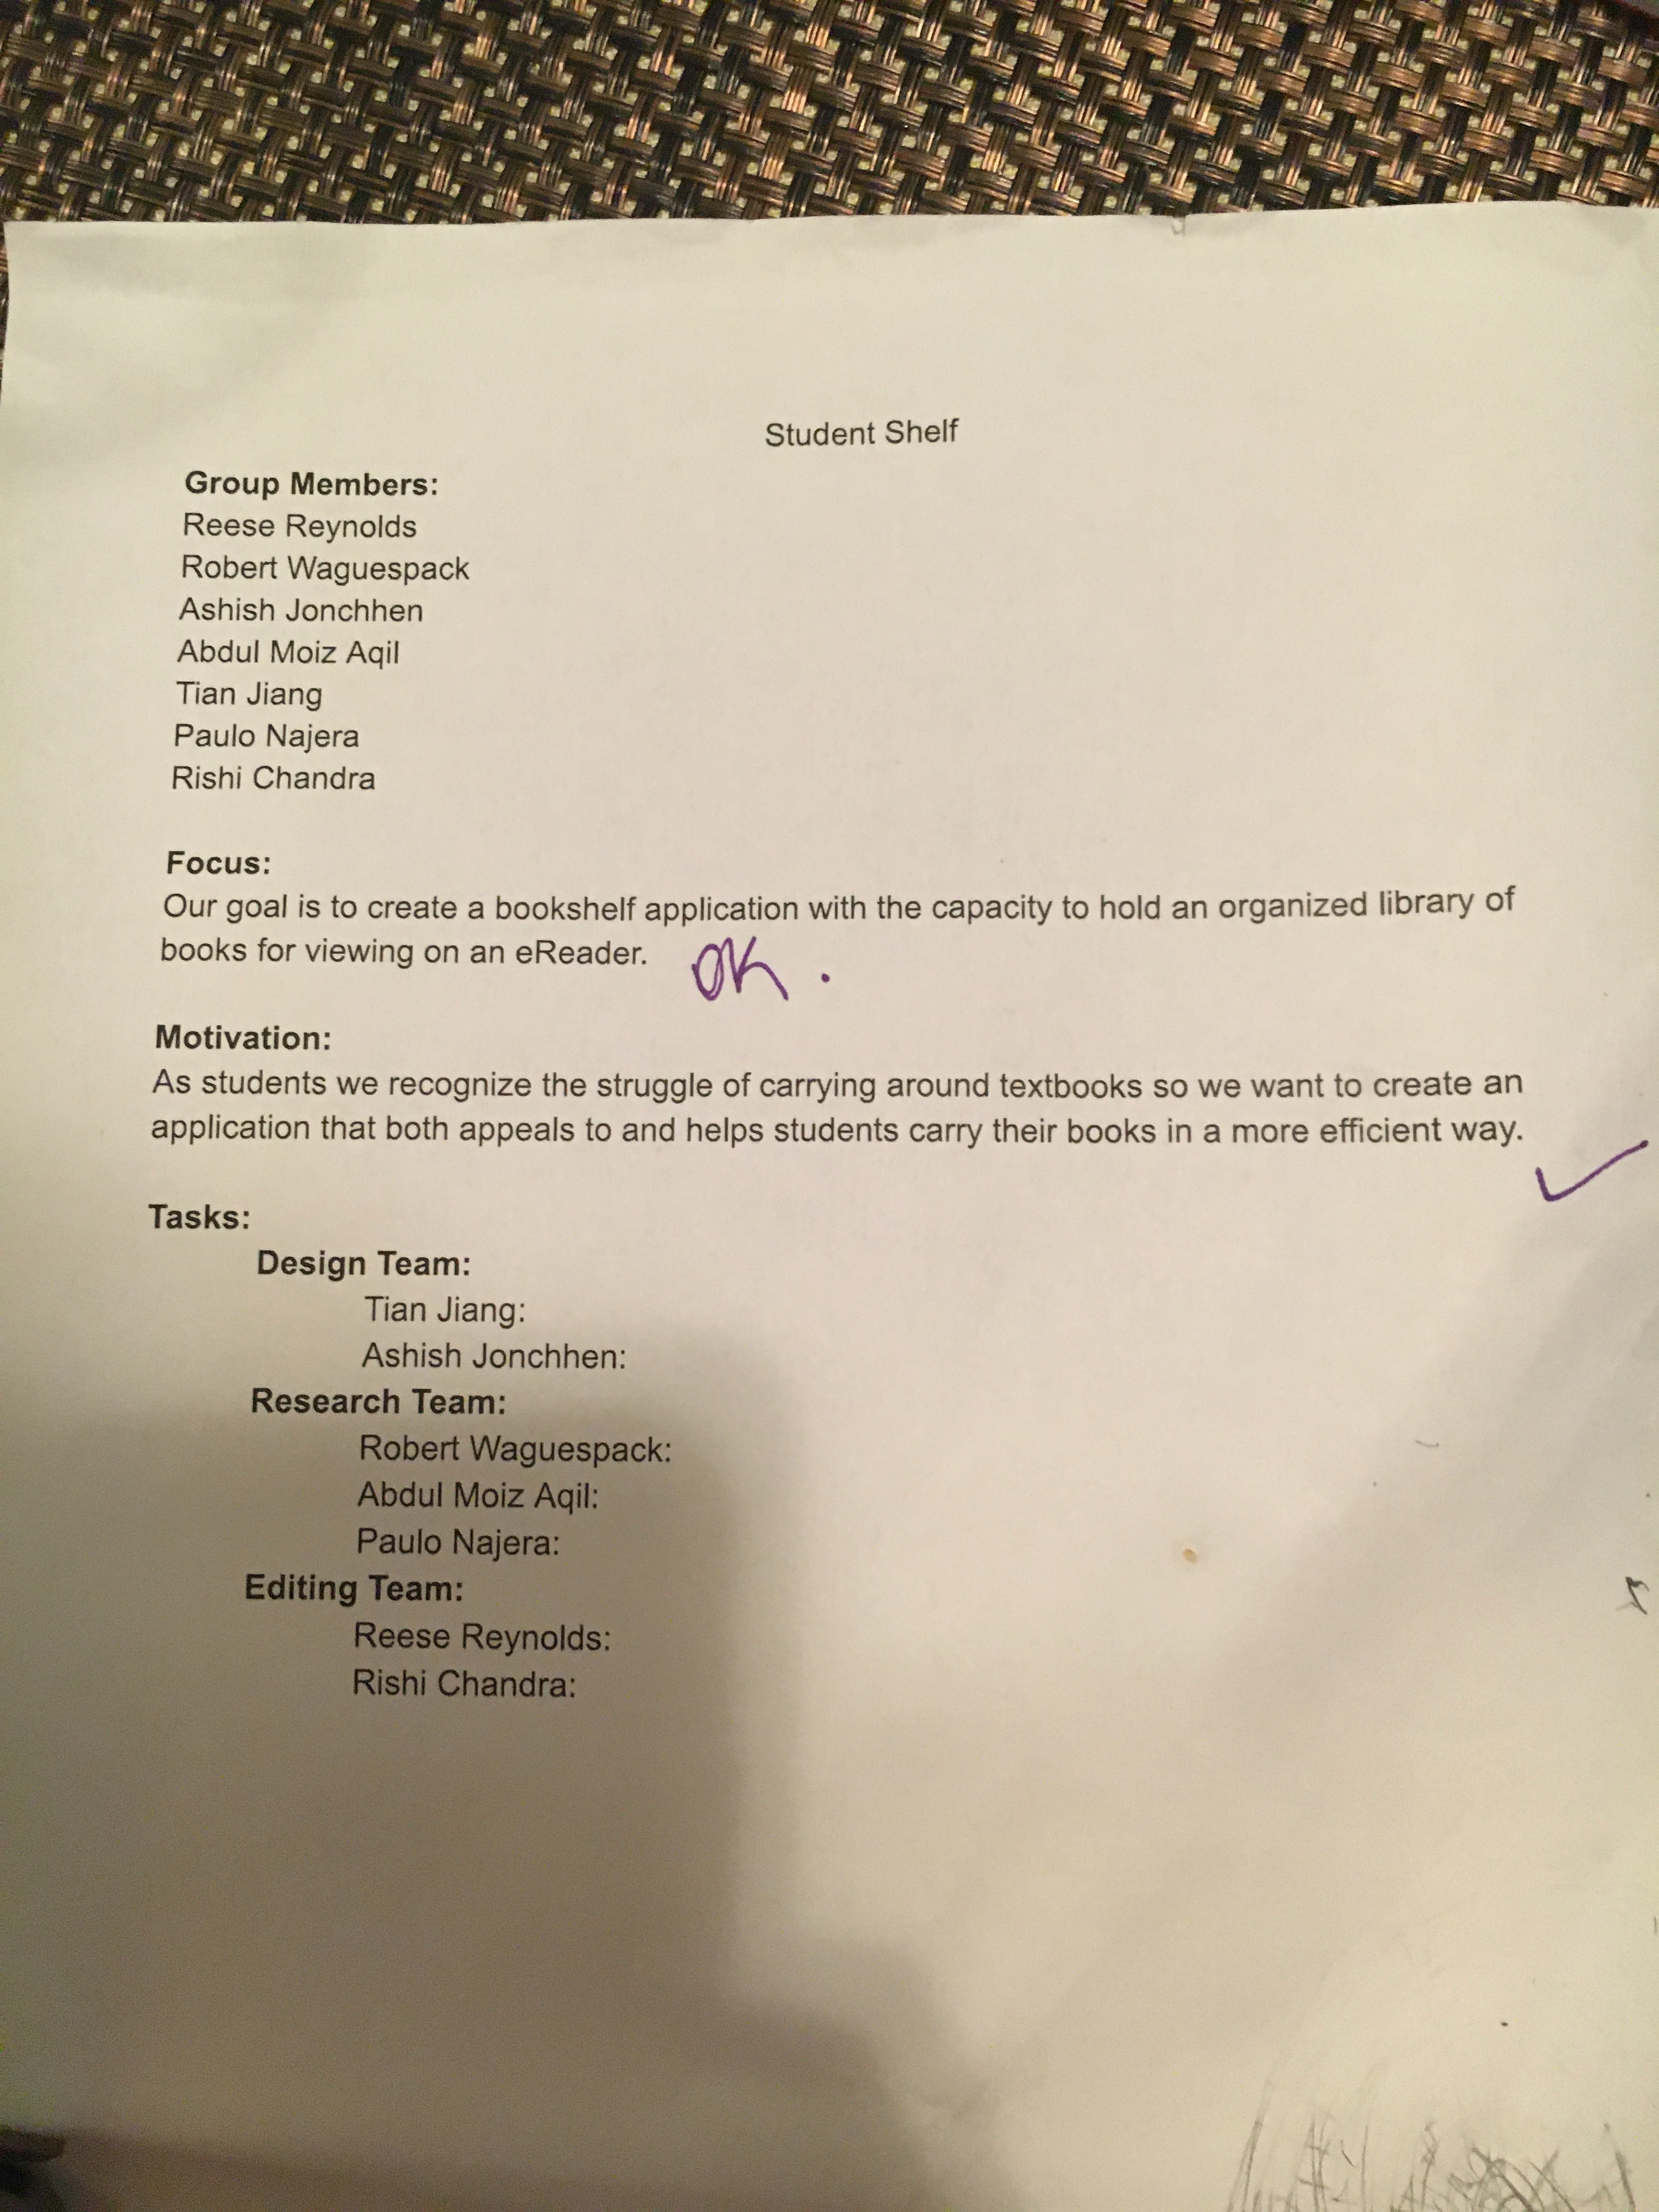 Student Shelf
Group Members:
Reese Reynolds
Robert Waguespack
Ashish Jonchhen
Abdul Moiz Aqil
Tian Jiang
Paulo Najera
Rishi Chandra
Focus:
Our goal is to create a bookshelf application with the capacity to hold an organized library of
books for viewing on an eReader. OK.
Motivation:
As students we recognize the struggle of carrying around textbooks so we want to create an
application that both appeals to and helps students carry their books in a more efficient way.
Tasks:
Design Team:
Tian Jiang:
Ashish Jonchhen:
Research Team:
Robert Waguespack:
Abdul Moiz Aqil:
Paulo Najera:
Editing Team:
Reese Reynolds:
Rishi Chandra: